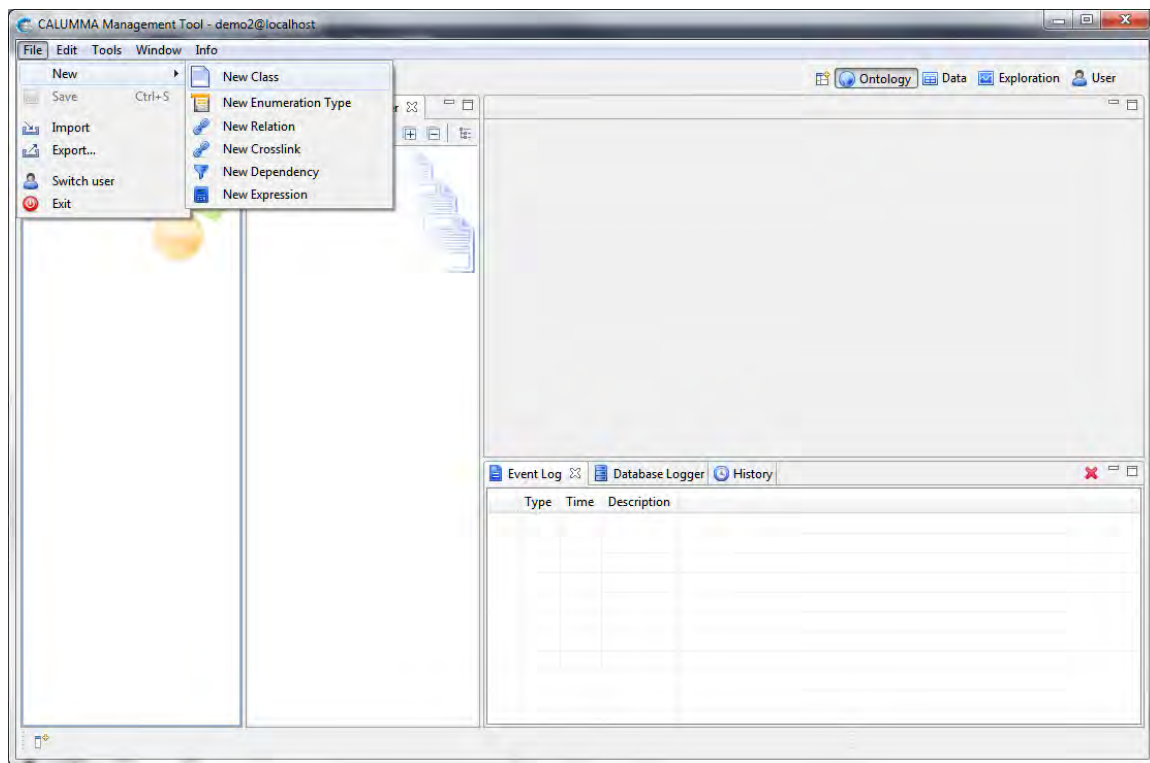 CALUMMA Management Tool - demo2@localhost
File Edit Tools Window Info
New
Save Ctrl+S
Import
Export...
Switch user
Exit
New Class
New Enumeration Type
New Relation
New Crosslink
New Dependency
New Expression
Ontology Data Exploration User
Event Log Database Logger History
Type Time Description